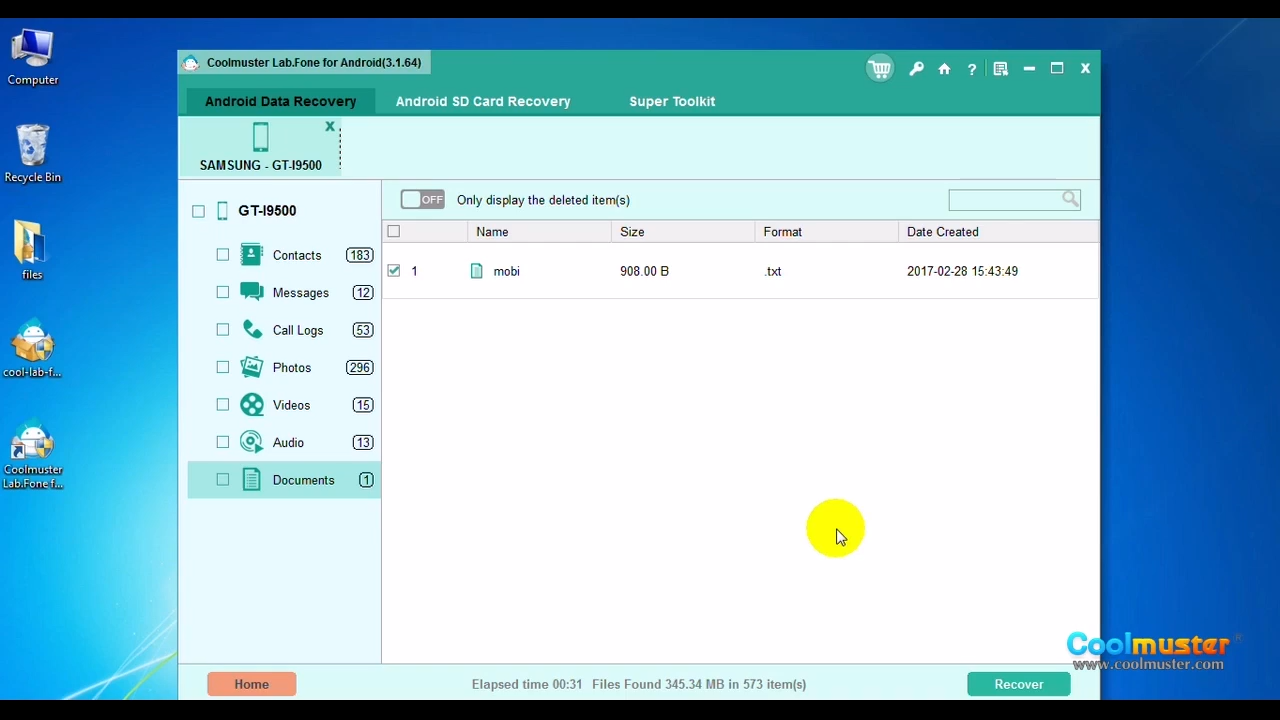 Computer
Recycle Bin
files
cool-lab-f...
Coolmuster
Lab.Fone f...
Coolmuster Lab.Fone for Android(3.1.64)
?
x
Android Data Recovery
Android SD Card Recovery
Super Toolkit
x
SAMSUNG - GT-I9500
GT-I9500
Contacts 183
Messages 12
Call Logs 53
Photos 296
Videos 15
Audio 13
Documents 1
OFF Only display the deleted item(s)
Name Size Format Date Created
1 mobi 908.00 B .txt 2017-02-28 15:43:49
Coolmuster®
www.coolmuster.com
Home
Elapsed time 00:31 Files Found 345.34 MB in 573 item(s)
Recover